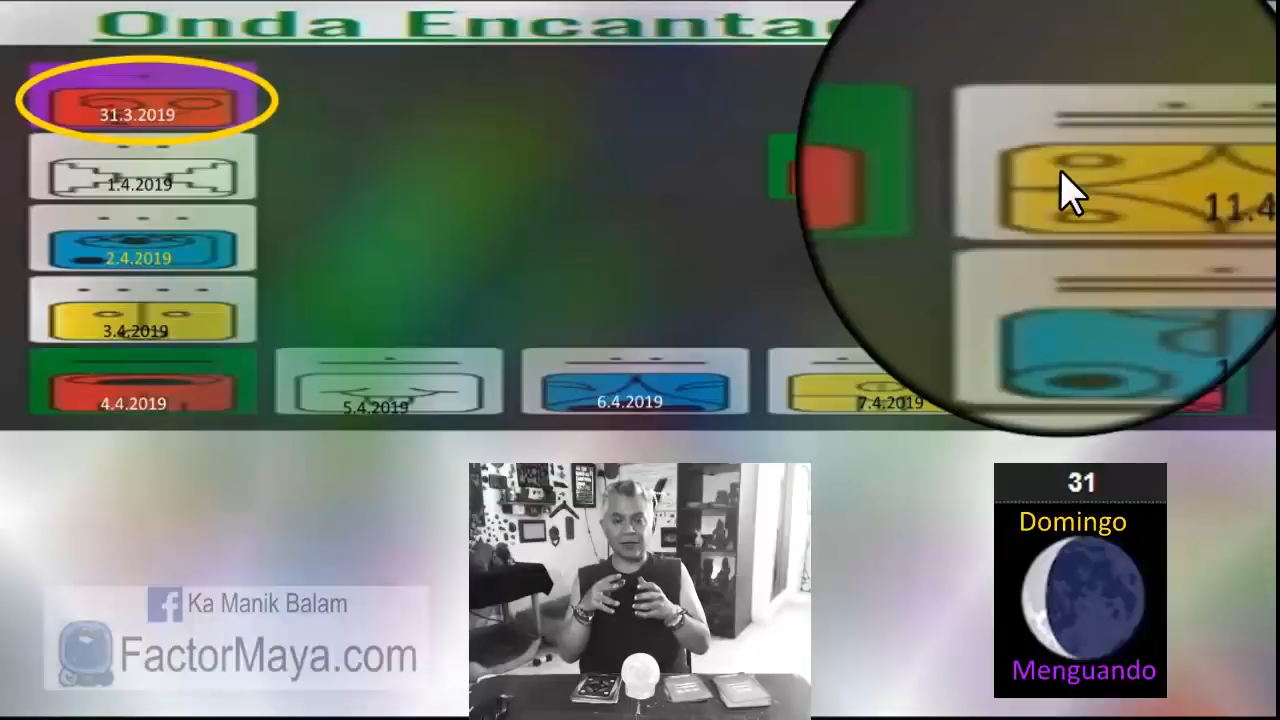 Onda Encanta
31.3.2019
1.4.2019
2.4.2019
3.4.2019
4.4.2019
5.4.2019
6.4.2019
7.4.2019
11.4
31
Domingo
Menguando
Ka Manik Balam
FactorMaya.com